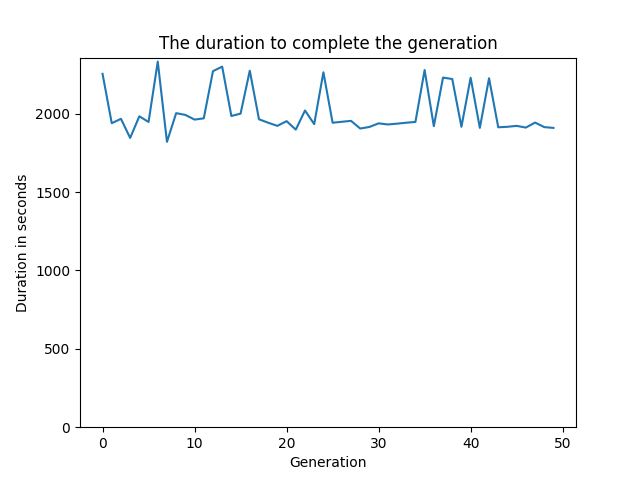 The duration to complete the generation
2000
1500
1000
500
0
Duration in seconds
0 10 20 30 40 50
Generation